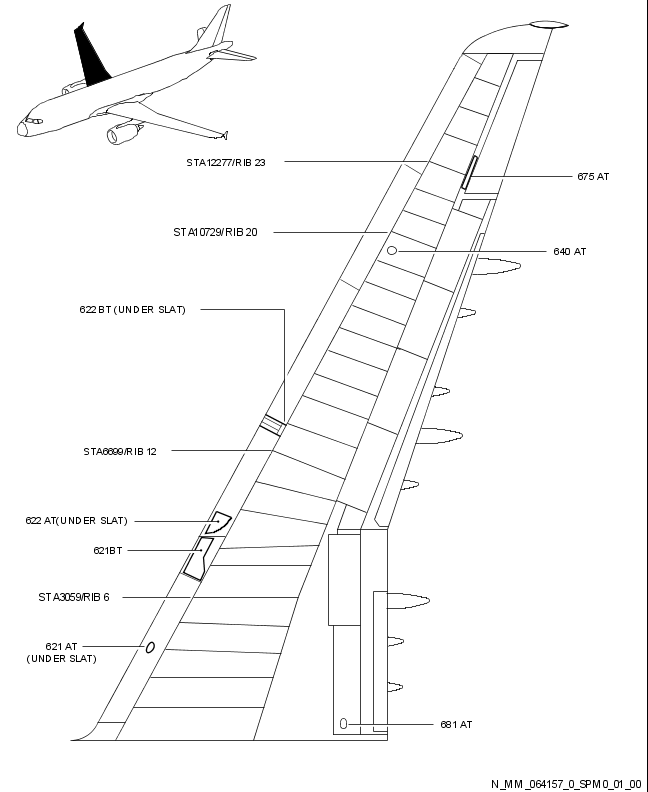 STA12277/RIB 23
675 AT
STA10729/RIB 20
640 AT
622 BT (UNDER SLAT)
STA6699/RIB 12
622 AT(UNDER SLAT)
621BT
STA3059/RIB 6
621 AT
(UNDER SLAT)
681 AT
N_MM_064157_0_SPM0_01_00